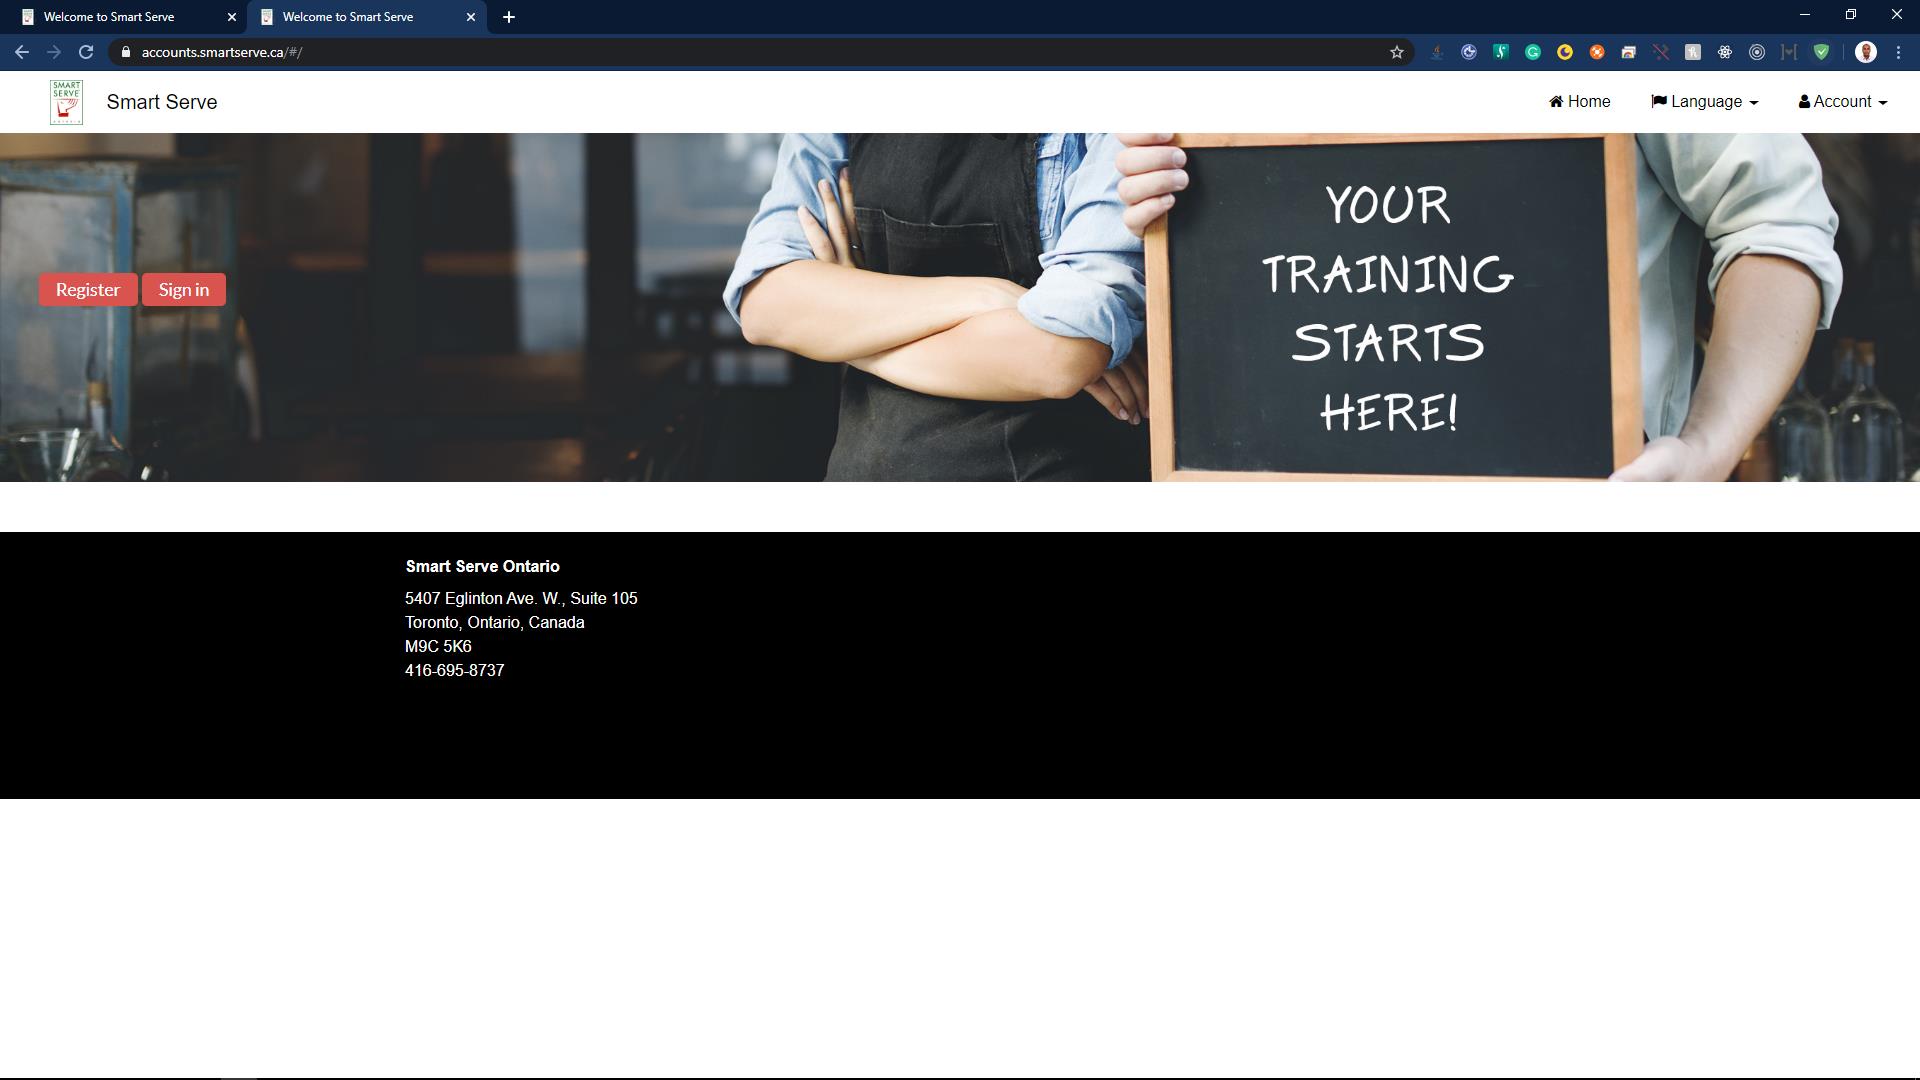 Welcome to Smart Serve
Welcome to Smart Serve
accounts.smartserve.ca/#/
SMART
SERVE
Smart Serve
Home
Language
Account
Register
Sign in
YOUR
TRAINING
STARTS
HERE!
Smart Serve Ontario
5407 Eglinton Ave. W., Suite 105
Toronto, Ontario, Canada
M9C 5K6
416-695-8737